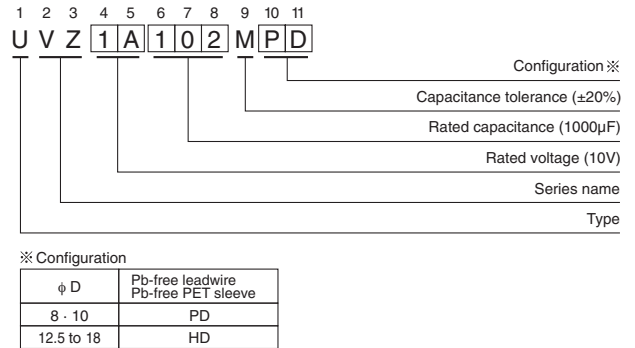 1 2 3 4 5 6 7 8 9 10 11
U V Z 1 A 1 0 2 M P D
Configuration ※
Capacitance tolerance (±20%)
Rated capacitance (1000µF)
Rated voltage (10V)
Series name
Type
※ Configuration
ϕ D
Pb-free leadwire
Pb-free PET sleeve
8 · 10 PD
12.5 to 18 HD